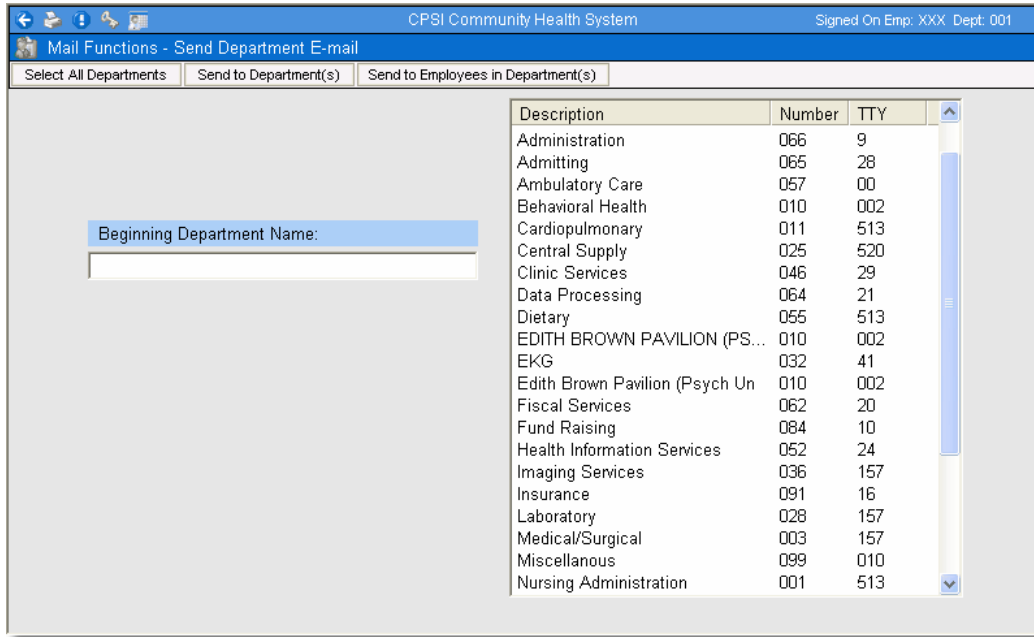 CPSI Community Health System Signed On Emp: XXX Dept: 001
Mail Functions - Send Department E-mail
Select All Departments Send to Department(s) Send to Employees in Department(s)
Beginning Department Name:
Description Number TTY
Administration 066 9
Admitting 065 28
Ambulatory Care 057 00
Behavioral Health 010 002
Cardiopulmonary 011 513
Central Supply 025 520
Clinic Services 046 29
Data Processing 064 21
Dietary 055 513
EDITH BROWN PAVILION (PS... 010 002
EKG 032 41
Edith Brown Pavilion (Psych Un 010 002
Fiscal Services 062 20
Fund Raising 084 10
Health Information Services 052 24
Imaging Services 036 157
Insurance 091 16
Laboratory 028 157
Medical/Surgical 003 157
Miscellanous 099 010
Nursing Administration 001 513